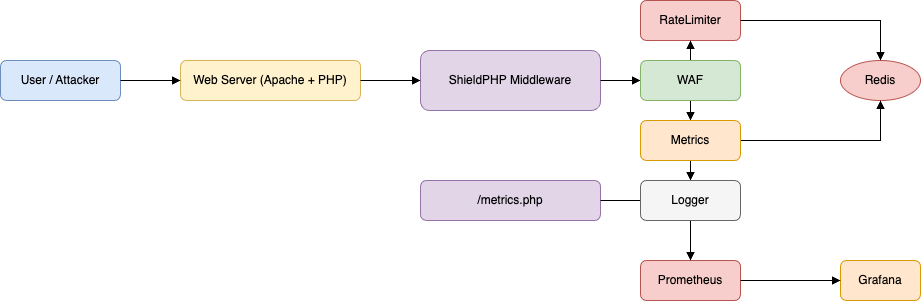 RateLimiter
User / Attacker
Web Server (Apache + PHP)
ShieldPHP Middleware
WAF
Redis
Metrics
/metrics.php
Logger
Prometheus
Grafana